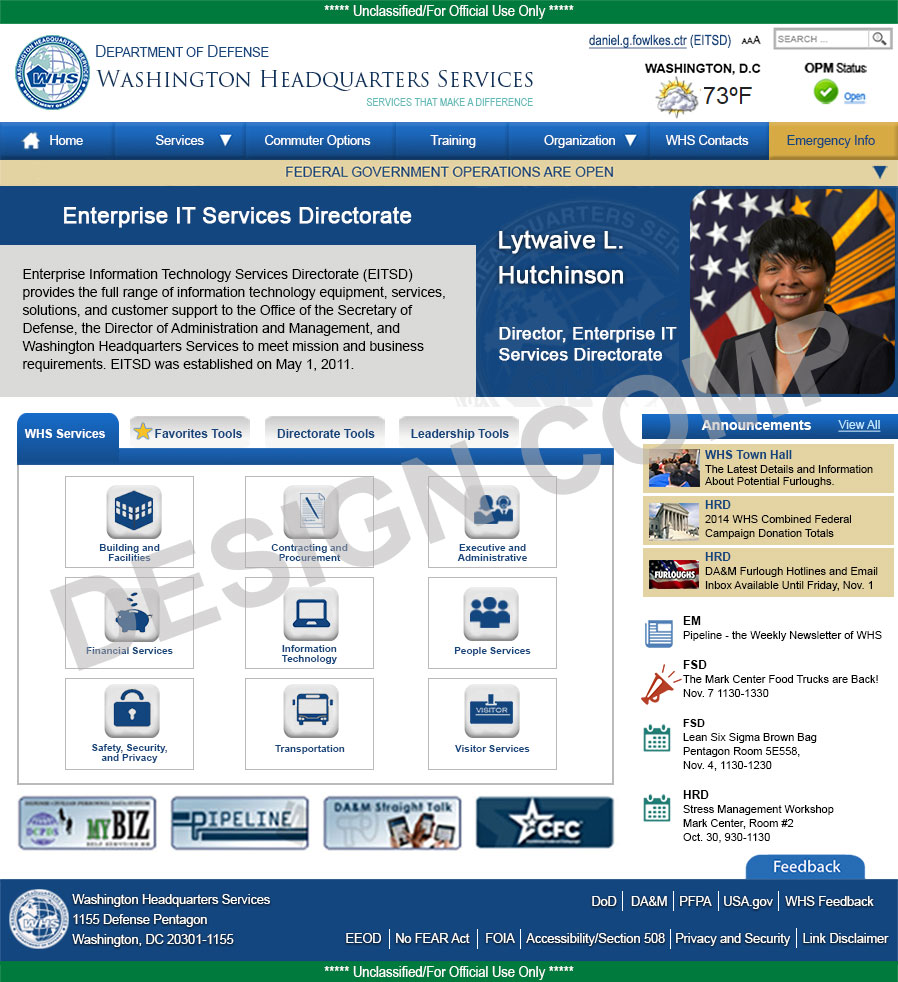 ***** Unclassified/For Official Use Only *****
DEPARTMENT OF DEFENSE
WASHINGTON HEADQUARTERS SERVICES
SERVICES THAT MAKE A DIFFERENCE
WHS
daniel.g.fowlkes.ctr (EITSD) AAA
SEARCH ...
WASHINGTON, D.C
73ºF
OPM Status
Open
Home Services Commuter Options Training Organization WHS Contacts Emergency Info
FEDERAL GOVERNMENT OPERATIONS ARE OPEN
Enterprise IT Services Directorate
Enterprise Information Technology Services Directorate (EITSD)
provides the full range of information technology equipment, services,
solutions, and customer support to the Office of the Secretary of
Defense, the Director of Administration and Management, and
Washington Headquarters Services to meet mission and business
requirements. EITSD was established on May 1, 2011.
Lytwaive L.
Hutchinson
Director, Enterprise IT
Services Directorate
DESIGN COMP
WHS Services Favorites Tools Directorate Tools Leadership Tools
Building and
Facilities
Contracting and
Procurement
Executive and
Administrative
Financial Services
Information
Technology
People Services
Safety, Security,
and Privacy
Transportation
VISITOR
Visitor Services
Announcements View All
WHS Town Hall
The Latest Details and Information
About Potential Furloughs.
HRD
2014 WHS Combined Federal
Campaign Donation Totals
FURLOUGHS
HRD
DA&M Furlough Hotlines and Email
Inbox Available Until Friday, Nov. 1
EM
Pipeline - the Weekly Newsletter of WHS
FSD
The Mark Center Food Trucks are Back!
Nov. 7 1130-1330
FSD
Lean Six Sigma Brown Bag
Pentagon Room 5E558,
Nov. 4, 1130-1230
HRD
Stress Management Workshop
Mark Center, Room #2
Oct. 30, 930-1130
DCPDS
MyBIZ
PIPELINE
DA&M Straight Talk
CFC
Feedback
WHS
Washington Headquarters Services
1155 Defense Pentagon
Washington, DC 20301-1155
DoD DA&M PFPA USA.gov WHS Feedback
EEOD No FEAR Act FOIA Accessibility/Section 508 Privacy and Security Link Disclaimer
***** Unclassified/For Official Use Only *****